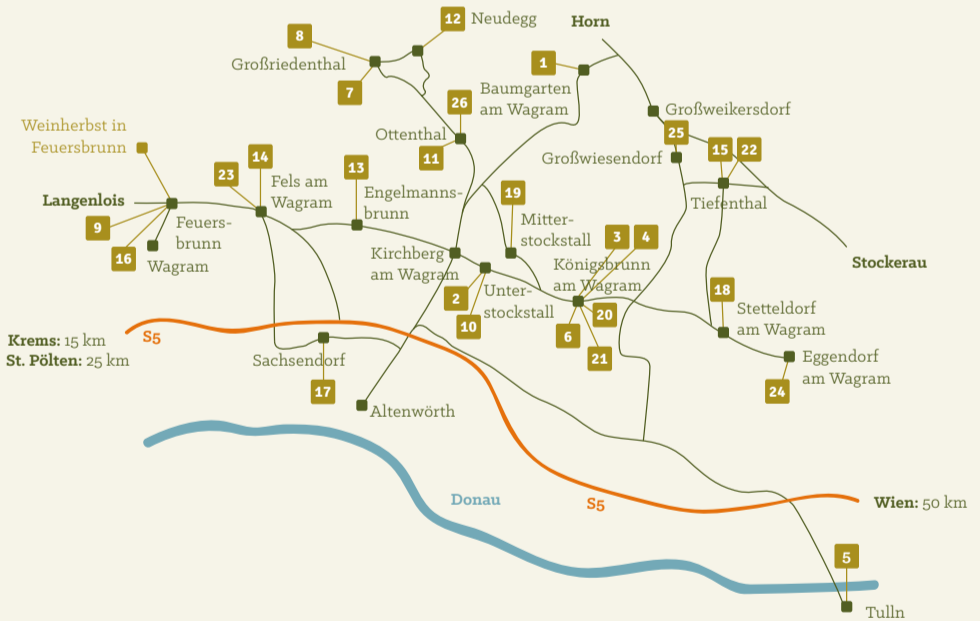 12
Neudegg
Horn
8
Großriedenthal
7
1
Baumgarten
am Wagram
26
Ottenthal
11
Großweikersdorf
25
Großwiesendorf
15
22
Tiefenthal
Weinherbst in
Feuersbrunn
14
23
Fels am
Wagram
13
Engelmanns-
brunn
19
Mitter-
stockstall
Langenlois
9
16
Feuers-
brunn
Wagram
Kirchberg
am Wagram
3
4
Königsbrunn
am Wagram
Stockerau
2
10
Unter-
stockstall
6
20
21
18
Stetteldorf
am Wagram
Eggendorf
am Wagram
24
Krems: 15 km
St. Pölten: 25 km
S5
Sachsendorf
17
Altenwörth
Donau
S5
Wien: 50 km
5
Tulln